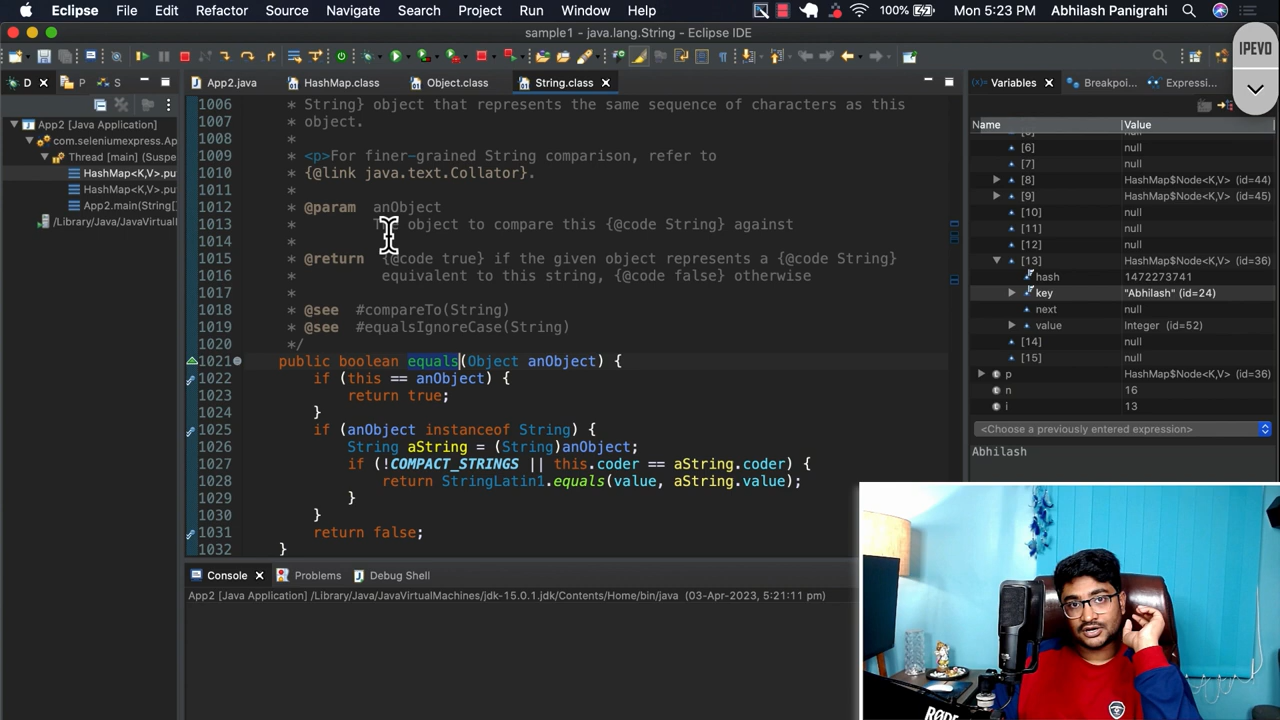 Eclipse File Edit Refactor Source Navigate Search Project Run Window Help 100% Mon 5:23 PM Abhilash Panigrahi
sample1 - java.lang.String - Eclipse IDE
IPEVO
D P S
App2.java HashMap.class Object.class String.class
Variables Breakpoi... Expressi...
App2 [Java Application]
com.seleniumexpress.App2
Thread [main] (Suspe
HashMap<K,V>.pu
HashMap<K,V>.pu
App2.main(String[
/Library/Java/JavaVirtual
1006 * String} object that represents the same sequence of characters as this
1007 * object.
1008 *
1009 * <p>For finer-grained String comparison, refer to
1010 * {@link java.text.Collator}.
1011 *
1012 * @param anObject
1013 * The object to compare this {@code String} against
1014 *
1015 * @return {@code true} if the given object represents a {@code String}
1016 * equivalent to this string, {@code false} otherwise
1017 *
1018 * @see #compareTo(String)
1019 * @see #equalsIgnoreCase(String)
1020 */
1021 public boolean equals(Object anObject) {
1022 if (this == anObject) {
1023 return true;
1024 }
1025 if (anObject instanceof String) {
1026 String aString = (String)anObject;
1027 if (!COMPACT_STRINGS || this.coder == aString.coder) {
1028 return StringLatin1.equals(value, aString.value);
1029 }
1030 }
1031 return false;
1032 }
Name Value
[6] null
[7] null
[8] HashMap$Node<K,V> (id=44)
[9] HashMap$Node<K,V> (id=45)
[10] null
[11] null
[12] null
[13] HashMap$Node<K,V> (id=36)
hash 1472273741
key "Abhilash" (id=24)
next null
value Integer (id=52)
[14] null
[15] null
p HashMap$Node<K,V> (id=36)
n 16
i 13
<Choose a previously entered expression>
Abhilash
Console Problems Debug Shell
App2 [Java Application] /Library/Java/JavaVirtualMachines/jdk-15.0.1.jdk/Contents/Home/bin/java (03-Apr-2023, 5:21:11 pm)
RØDE